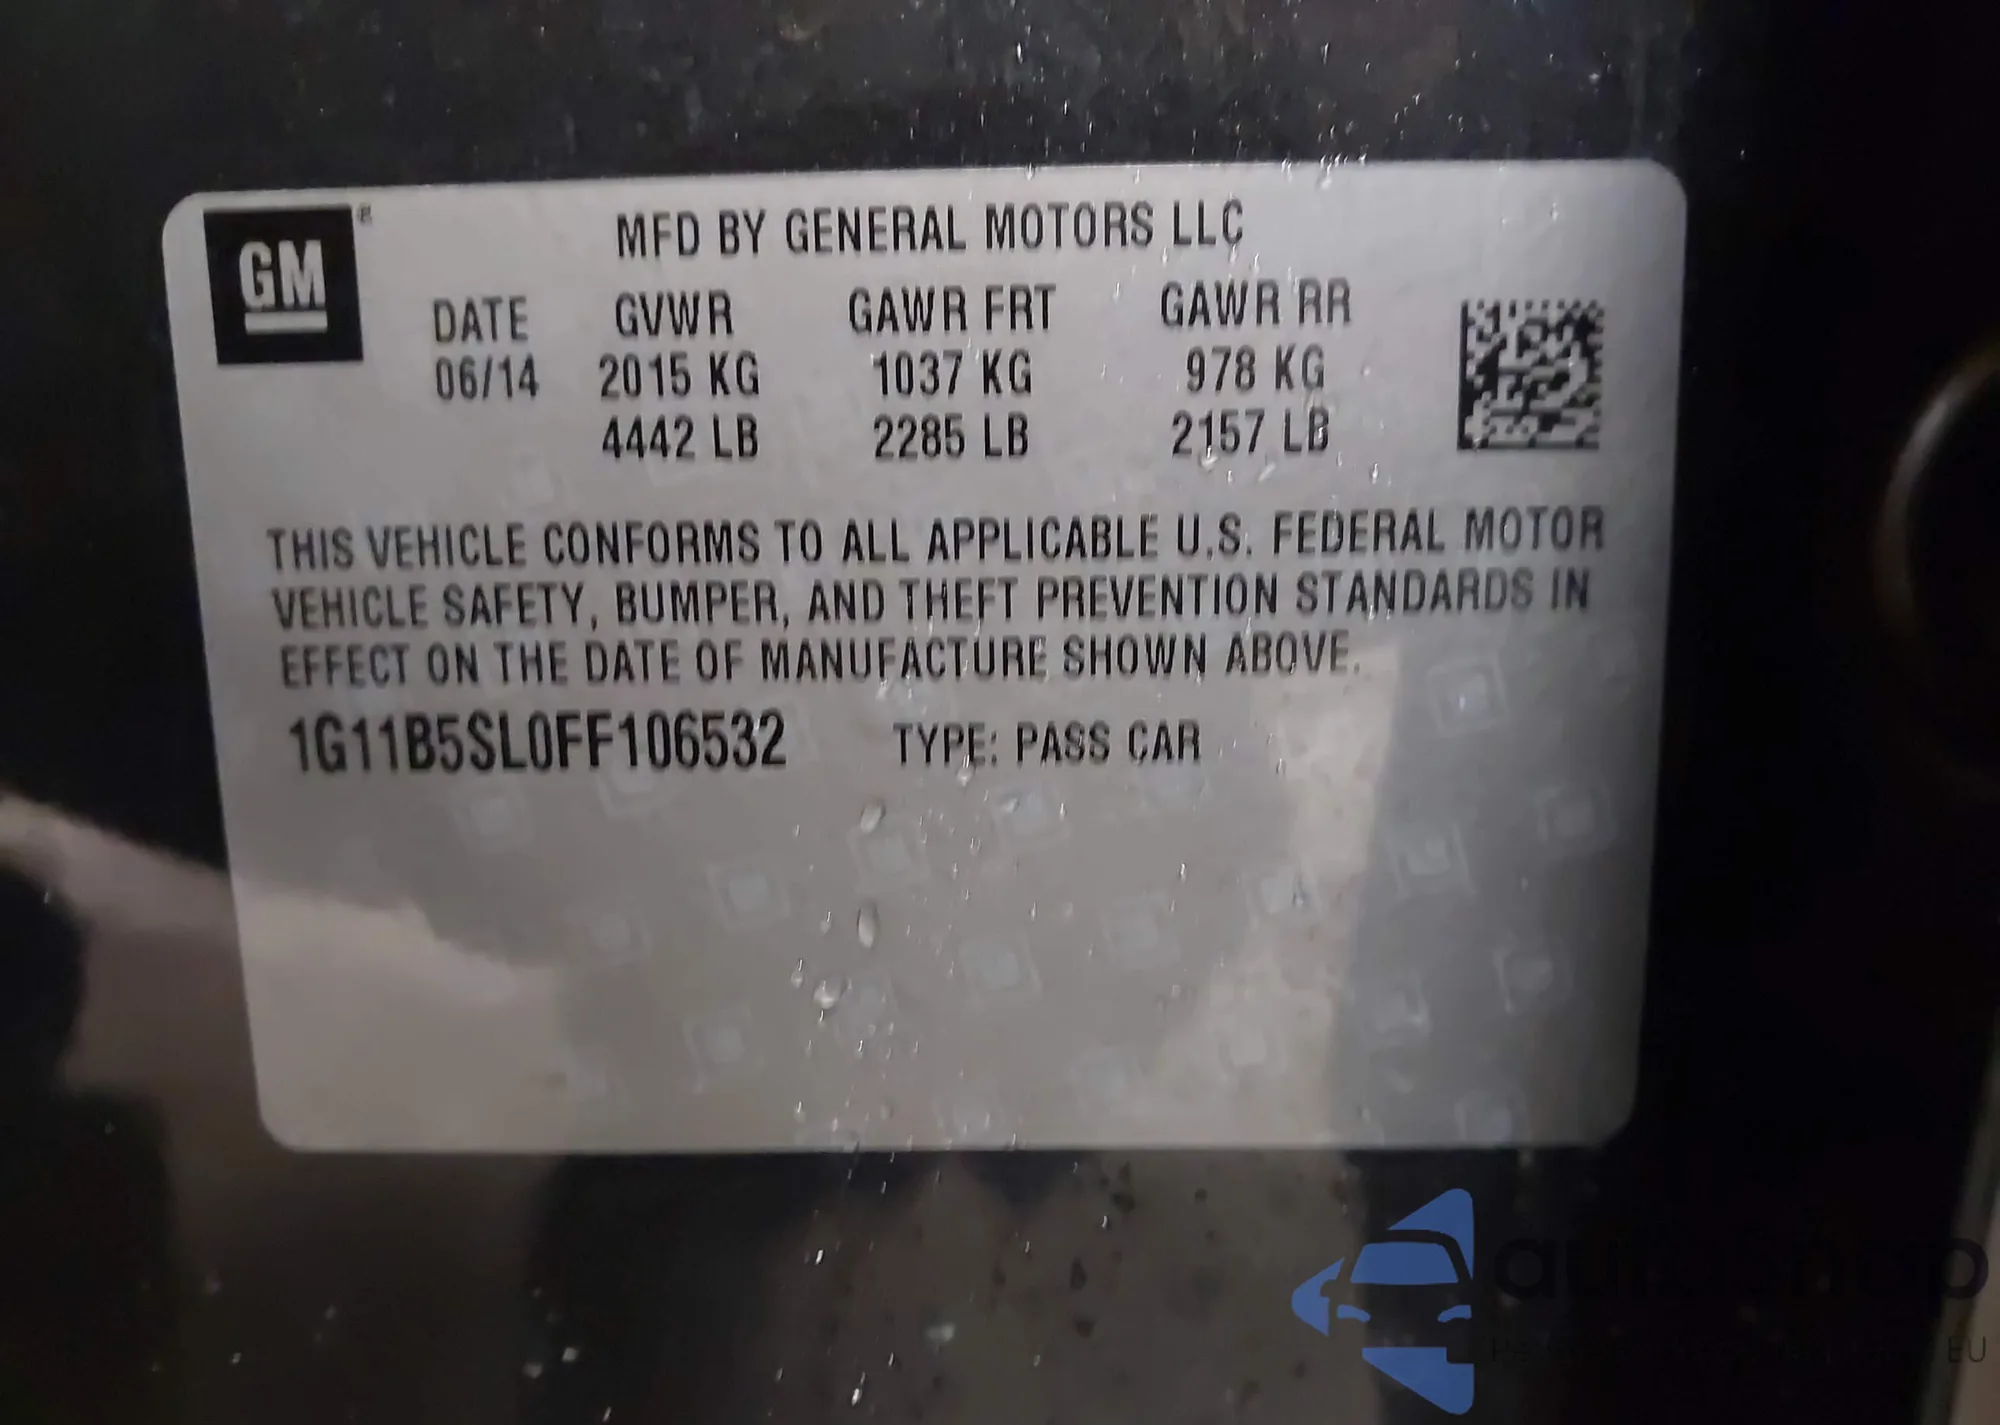 GM ®
MFD BY GENERAL MOTORS LLC
DATE GVWR GAWR FRT GAWR RR
06/14 2015 KG 1037 KG 978 KG
4442 LB 2285 LB 2157 LB
THIS VEHICLE CONFORMS TO ALL APPLICABLE U.S. FEDERAL MOTOR
VEHICLE SAFETY, BUMPER, AND THEFT PREVENTION STANDARDS IN
EFFECT ON THE DATE OF MANUFACTURE SHOWN ABOVE.
1G11B5SL0FF106532 TYPE: PASS CAR
EU